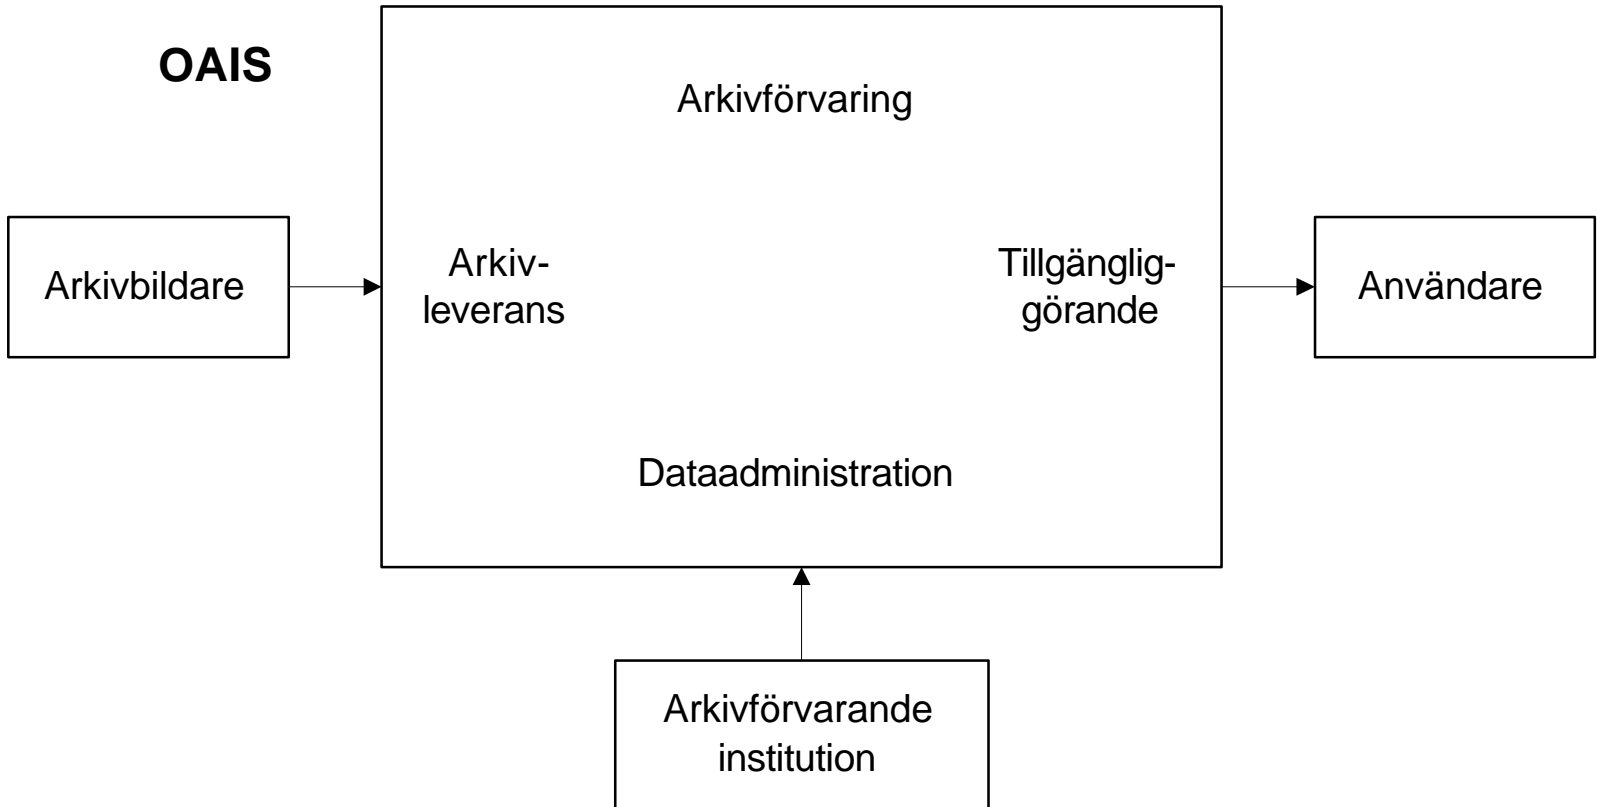 OAIS
Arkivförvaring
Arkivbildare
Arkiv-
leverans
Tillgänglig-
görande
Användare
Dataadministration
Arkivförvarande
institution